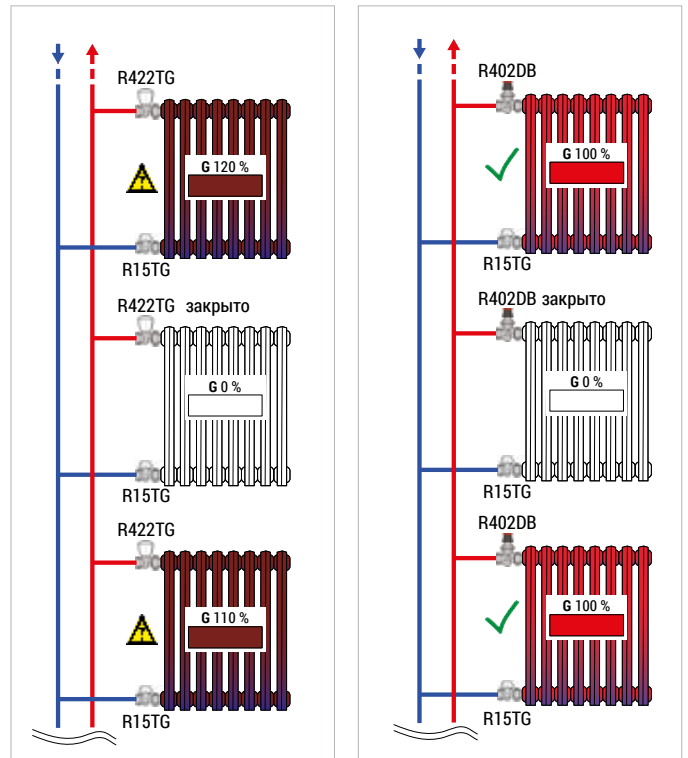 R422TG
G 120 %
R15TG
R422TG закрыто
G 0 %
R15TG
R422TG
G 110 %
R15TG
R402DB
G 100 %
R15TG
R402DB закрыто
G 0 %
R15TG
R402DB
G 100 %
R15TG